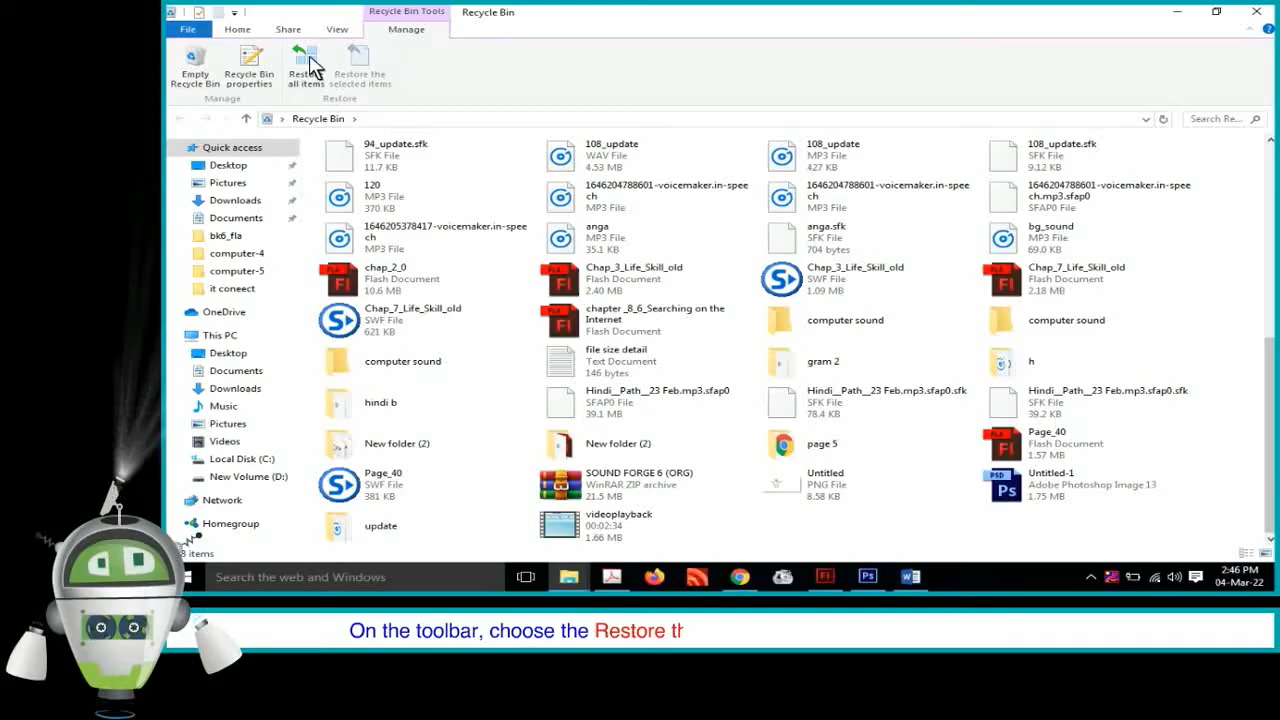 Recycle Bin Tools
Recycle Bin
File
Home
Share
View
Manage
Empty
Recycle Bin
Recycle Bin
properties
all items
Restore the
selected items
Manage
Restore
Recycle Bin
Search Re...
Quick access
Desktop
Pictures
Downloads
Documents
bk6_fla
computer-4
computer-5
it coneect
OneDrive
This PC
Desktop
Documents
Downloads
Music
Pictures
Videos
Local Disk (C:)
New Volume (D:)
Network
Homegroup
94_update.sfk
SFK File
11.7 KB
108_update
WAV File
4.53 MB
108_update
MP3 File
427 KB
108_update.sfk
SFK File
9.12 KB
120
MP3 File
370 KB
1646204788601-voicemaker.in-spee
ch
MP3 File
1646204788601-voicemaker.in-spee
ch
MP3 File
1646204788601-voicemaker.in-spee
ch.mp3.sfap0
SFAP0 File
1646205378417-voicemaker.in-spee
ch
MP3 File
anga
MP3 File
35.1 KB
anga.sfk
SFK File
704 bytes
bg_sound
MP3 File
69.0 KB
chap_2_0
Flash Document
10.6 MB
Chap_3_Life_Skill_old
Flash Document
2.40 MB
Chap_3_Life_Skill_old
SWF File
1.09 MB
Chap_7_Life_Skill_old
Flash Document
2.18 MB
Chap_7_Life_Skill_old
SWF File
621 KB
chapter _8_6_Searching on the
Internet
Flash Document
computer sound
computer sound
computer sound
file size detail
Text Document
146 bytes
gram 2
h
hindi b
Hindi__Path__23 Feb.mp3.sfap0
SFAP0 File
39.1 MB
Hindi__Path__23 Feb.mp3.sfap0.sfk
SFK File
78.4 KB
Hindi__Path__23 Feb.mp3.sfap0.sfk
SFK File
39.2 KB
New folder (2)
New folder (2)
page 5
Page_40
Flash Document
1.57 MB
Page_40
SWF File
381 KB
SOUND FORGE 6 (ORG)
WinRAR ZIP archive
21.5 MB
Untitled
PNG File
8.58 KB
Untitled-1
Adobe Photoshop Image.13
1.75 MB
update
videoplayback
00:02:34
1.66 MB
items
Search the web and Windows
2:46 PM
04-Mar-22
On the toolbar, choose the Restore th